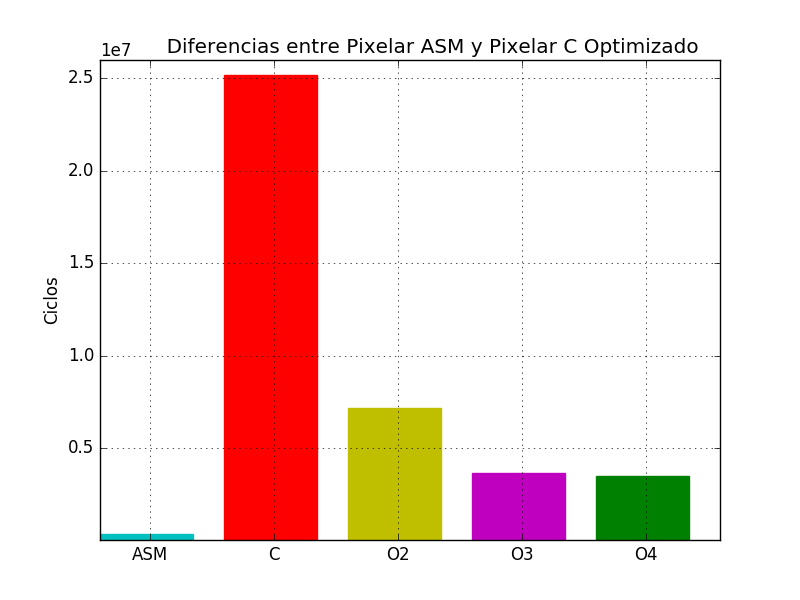 Diferencias entre Pixelar ASM y Pixelar C Optimizado
1e7
2.5
2.0
1.5
1.0
0.5
Ciclos
ASM C O2 O3 O4